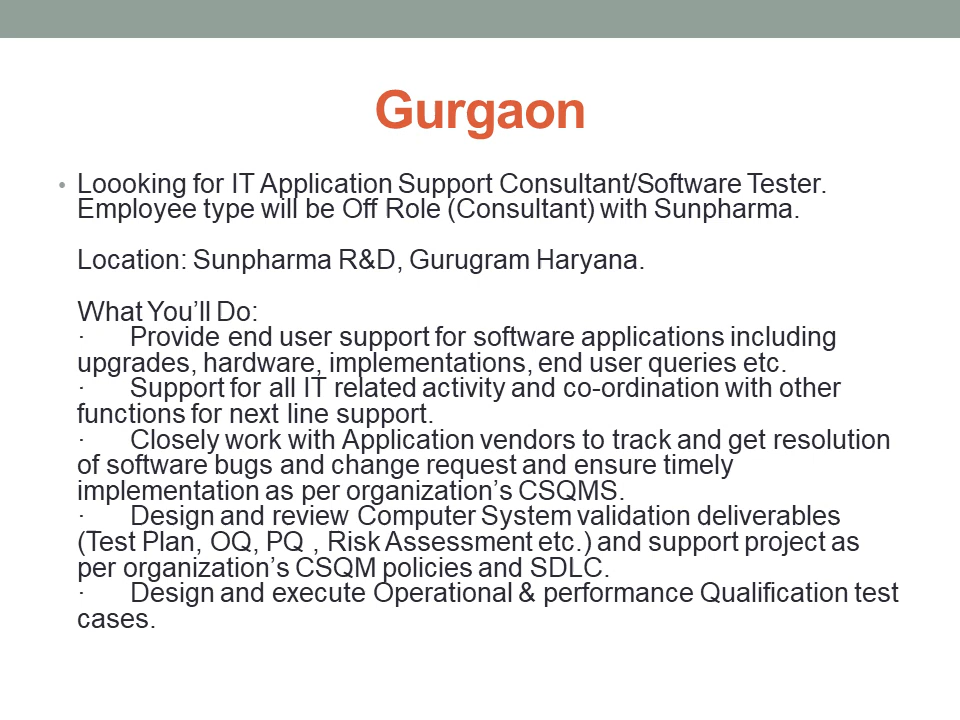 Gurgaon
• Loooking for IT Application Support Consultant/Software Tester.
Employee type will be Off Role (Consultant) with Sunpharma.
Location: Sunpharma R&D, Gurugram Haryana.
What You’ll Do:
· Provide end user support for software applications including
upgrades, hardware, implementations, end user queries etc.
· Support for all IT related activity and co-ordination with other
functions for next line support.
· Closely work with Application vendors to track and get resolution
of software bugs and change request and ensure timely
implementation as per organization’s CSQMS.
· Design and review Computer System validation deliverables
(Test Plan, OQ, PQ , Risk Assessment etc.) and support project as
per organization’s CSQM policies and SDLC.
· Design and execute Operational & performance Qualification test
cases.